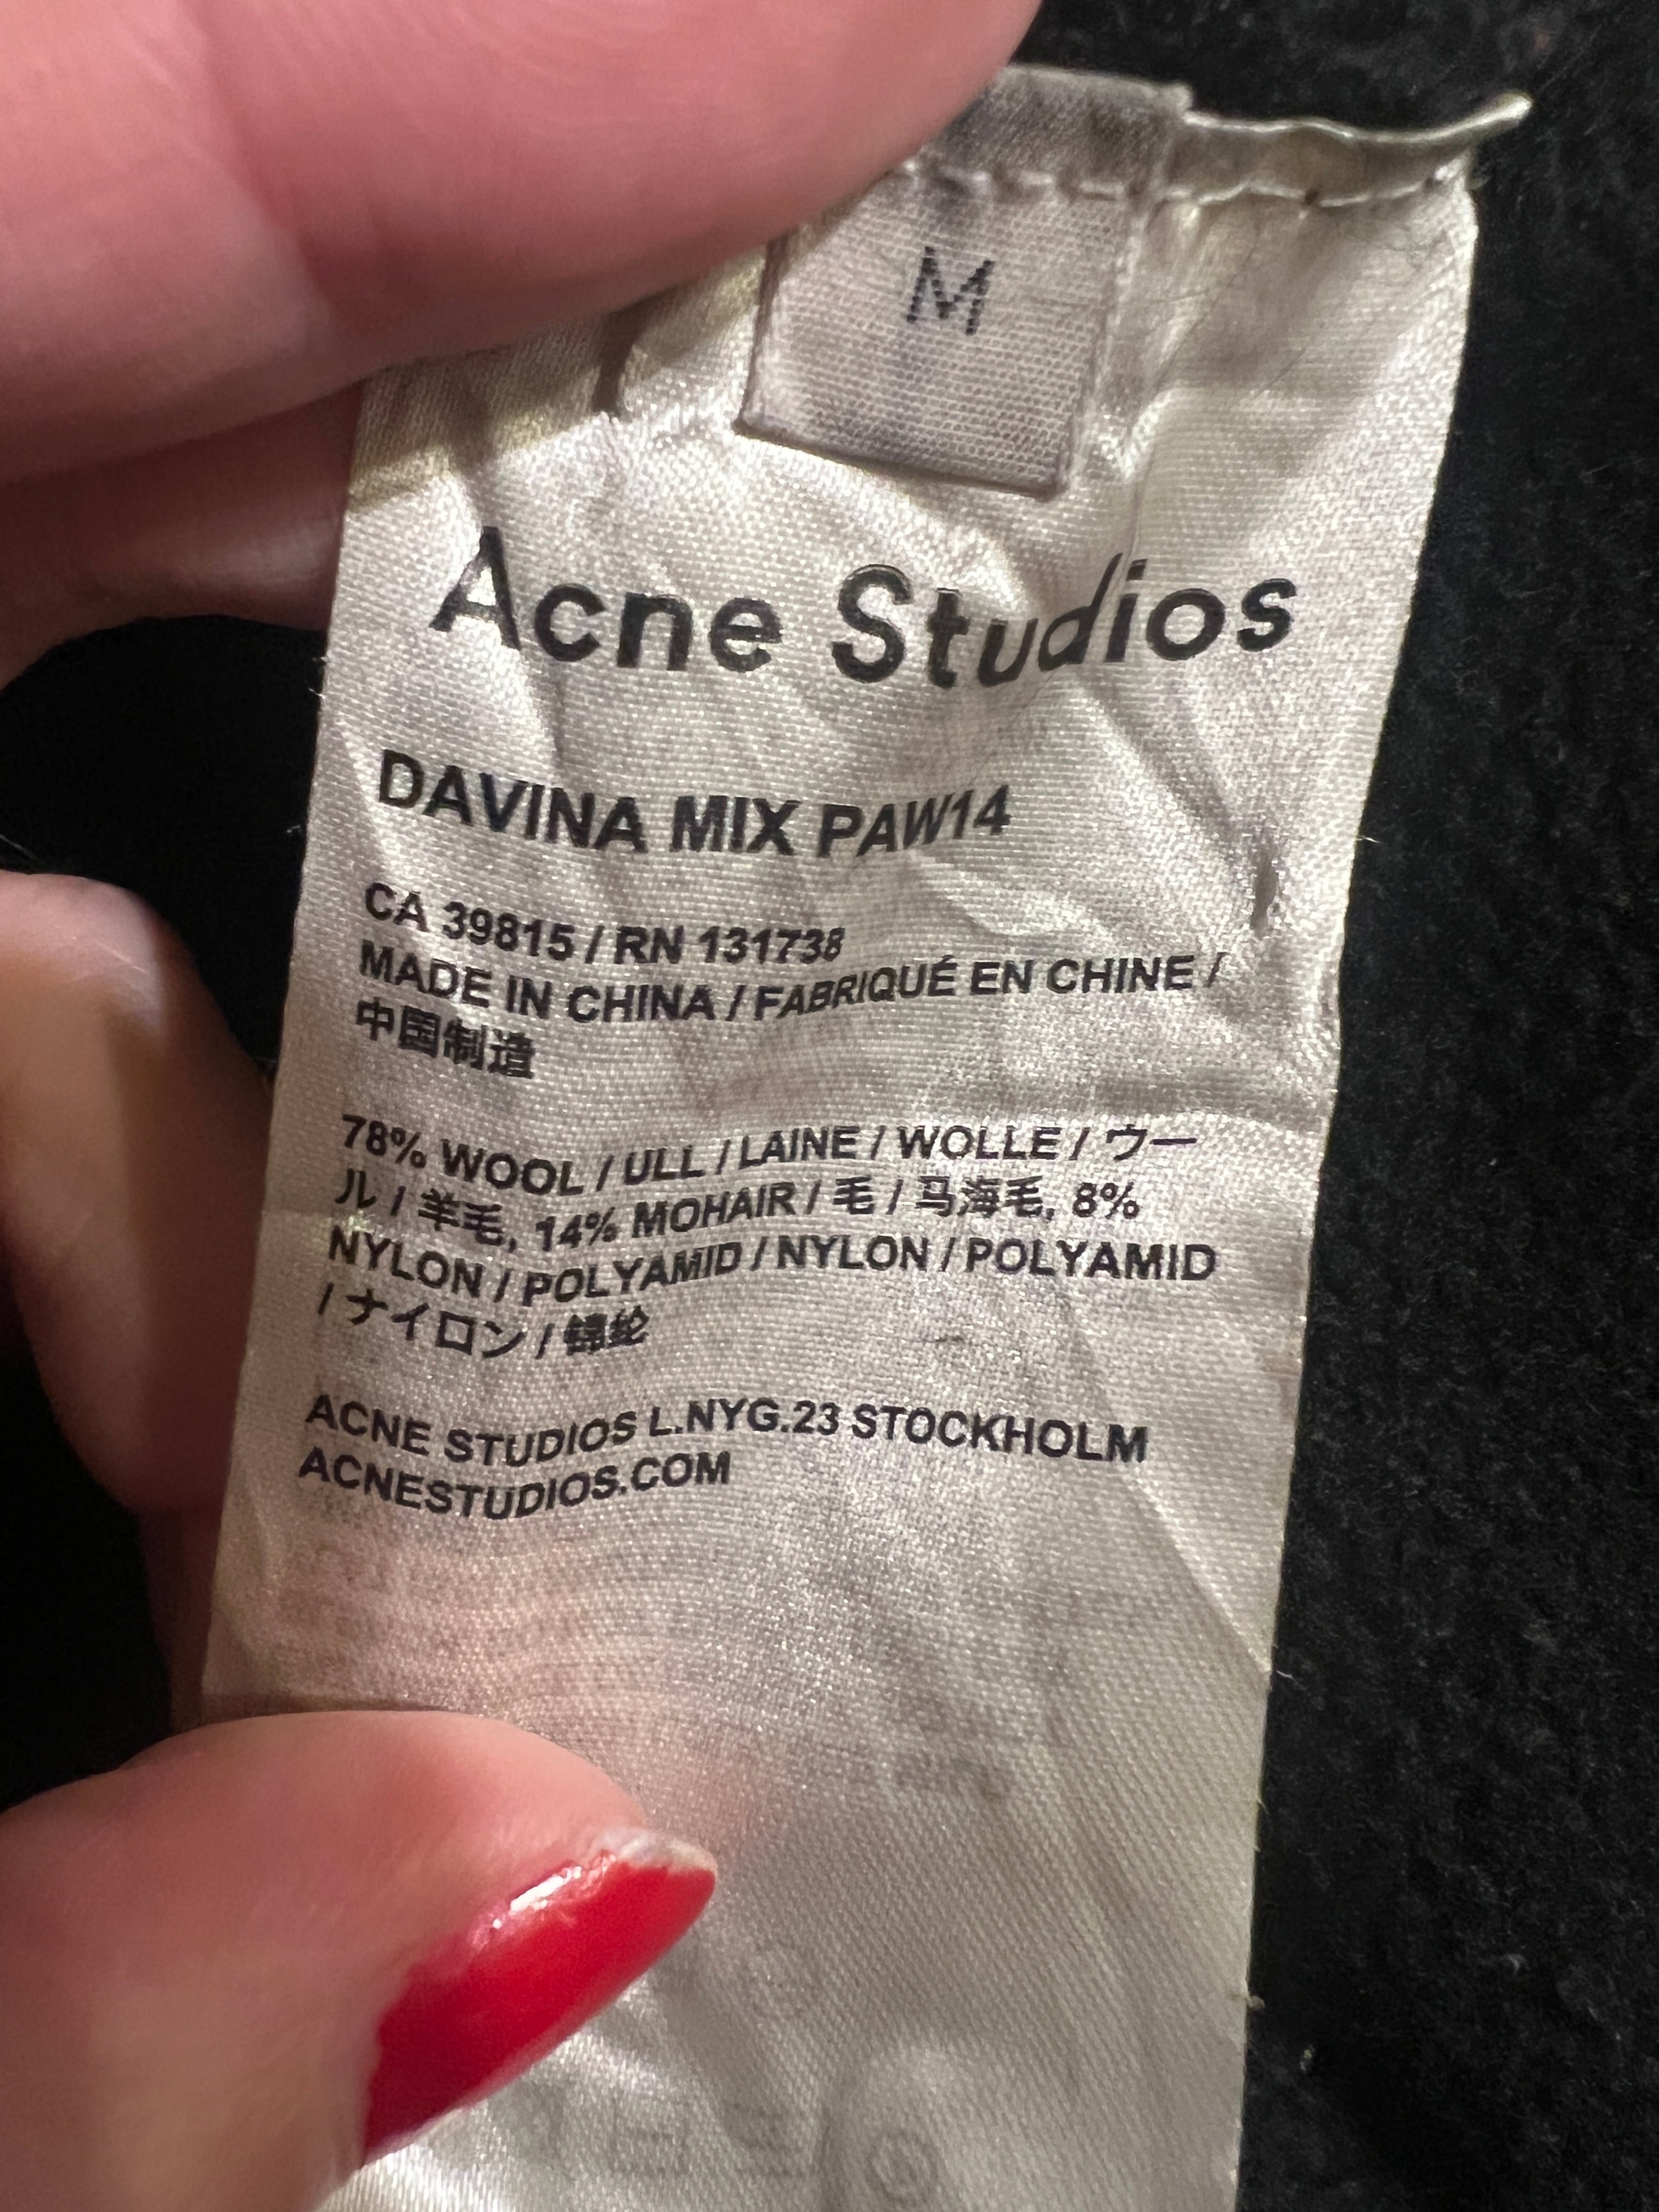 M
Acne Studios
DAVINA MIX PAW14
CA 39815 / RN 131738
MADE IN CHINA / FABRIQUÉ EN CHINE /
中国制造
78% WOOL / ULL / LAINE / WOLLE / ウー
ル / 羊毛, 14% MOHAIR / 毛 / 马海毛, 8%
NYLON / POLYAMID / NYLON / POLYAMID
/ ナイロン / 锦纶
ACNE STUDIOS L.NYG.23 STOCKHOLM
ACNESTUDIOS.COM